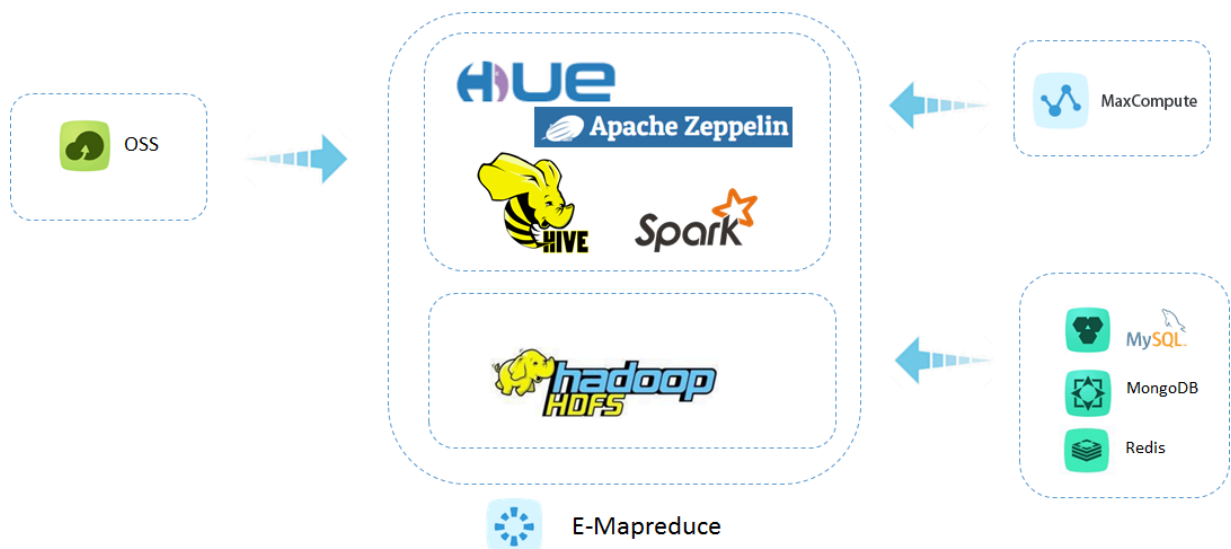 OSS
HUE
Apache Zeppelin
HIVE
Spark
hadoop
HDFS
E-Mapreduce
MaxCompute
MySQL
MongoDB
Redis